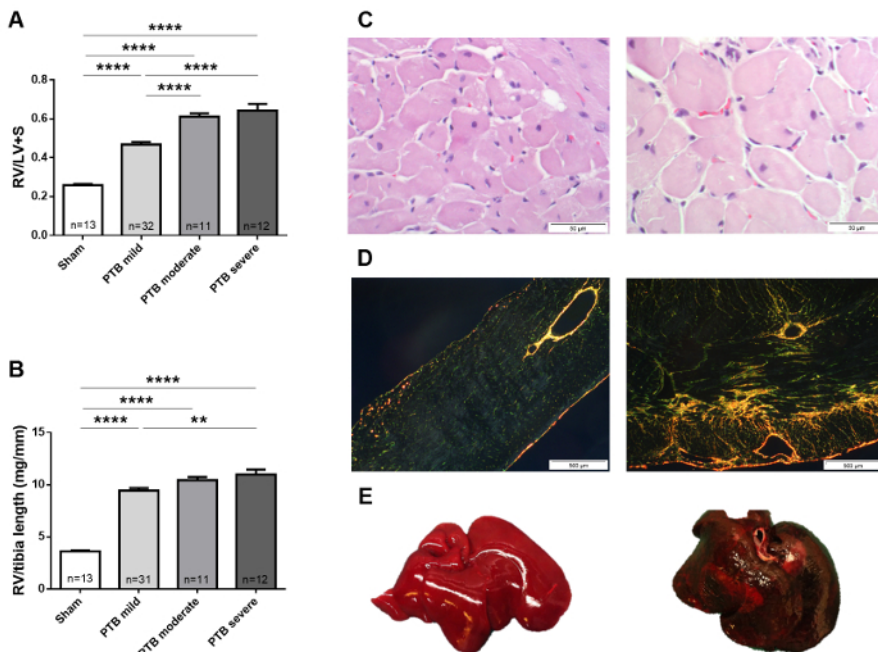 A
****
****
****
****
****
RV/LV+S
0.8
0.6
0.4
0.2
0.0
n=13
n=32
n=11
n=12
Sham
PTB mild
PTB moderate
PTB severe
B
****
****
****
**
RV/tibia length (mg/mm)
15
10
5
0
n=13
n=31
n=11
n=12
Sham
PTB mild
PTB moderate
PTB severe
C
50 µm
50 µm
D
500 µm
500 µm
E